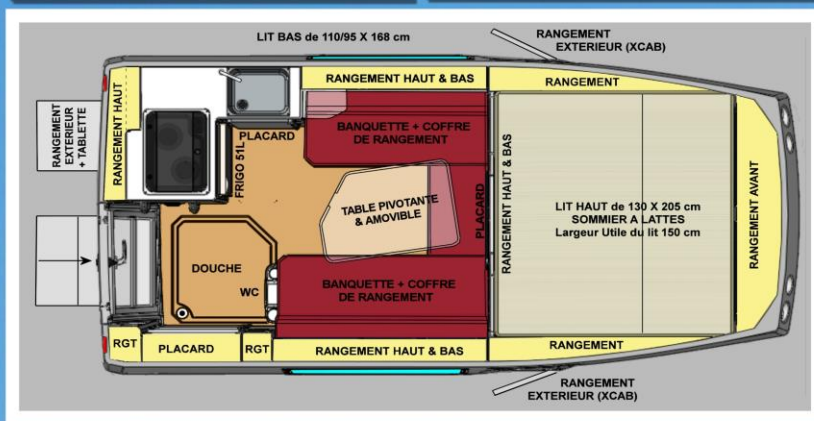 LIT BAS de 110/95 X 168 cm
RANGEMENT
EXTERIEUR (XCAB)
RANGEMENT HAUT & BAS
RANGEMENT
RANGEMENT HAUT
RANGEMENT
EXTERIEUR
+ TABLETTE
PLACARD
FRIGO 51L
BANQUETTE + COFFRE
DE RANGEMENT
TABLE PIVOTANTE
& AMOVIBLE
PLACARD
RANGEMENT HAUT & BAS
LIT HAUT de 130 X 205 cm
SOMMIER A LATTES
Largeur Utile du lit 150 cm
RANGEMENT AVANT
DOUCHE
WC
BANQUETTE + COFFRE
DE RANGEMENT
RGT
PLACARD
RGT
RANGEMENT HAUT & BAS
RANGEMENT
RANGEMENT
EXTERIEUR (XCAB)